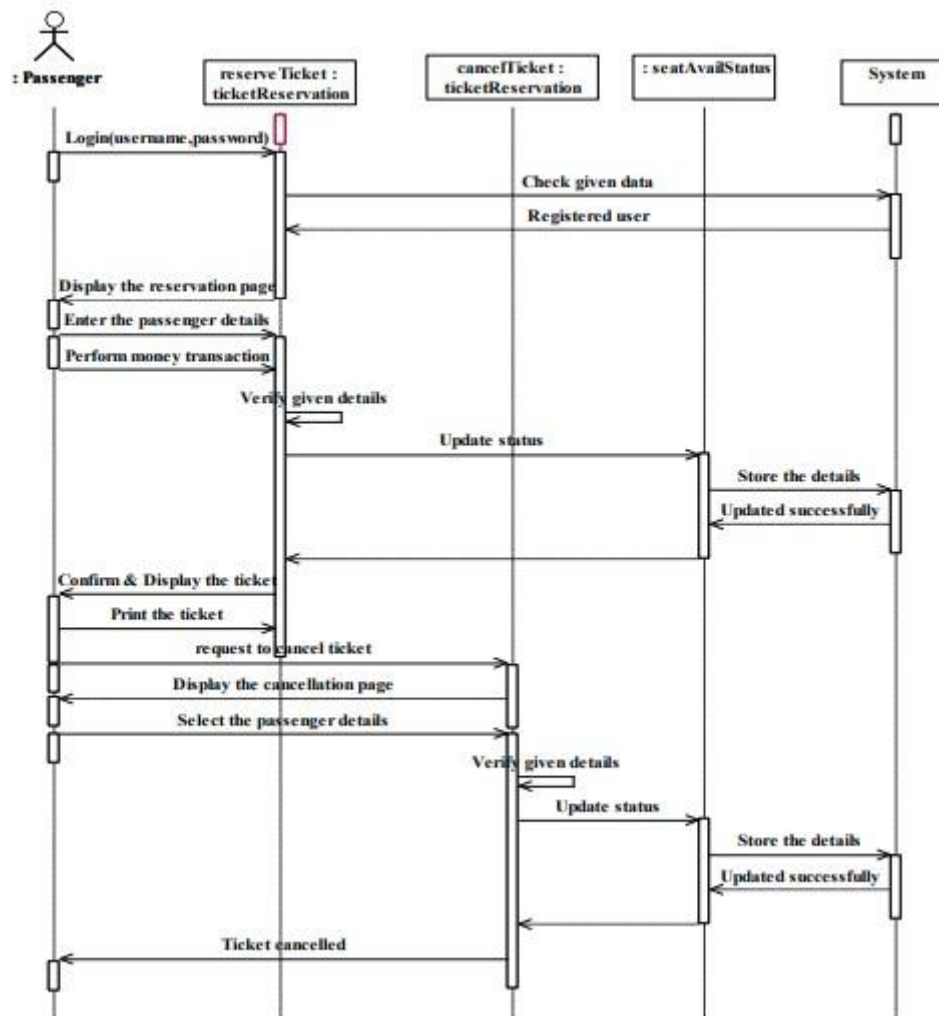 : Passenger
reserveTicket :
ticketReservation
cancelTicket :
ticketReservation
: seatAvailStatus
System
Login(username,password)
Check given data
Registered user
Display the reservation page
Enter the passenger details
Perform money transaction
Verify given details
Update status
Store the details
Updated successfully
Confirm & Display the ticket
Print the ticket
request to cancel ticket
Display the cancellation page
Select the passenger details
Verify given details
Update status
Store the details
Updated successfully
Ticket cancelled